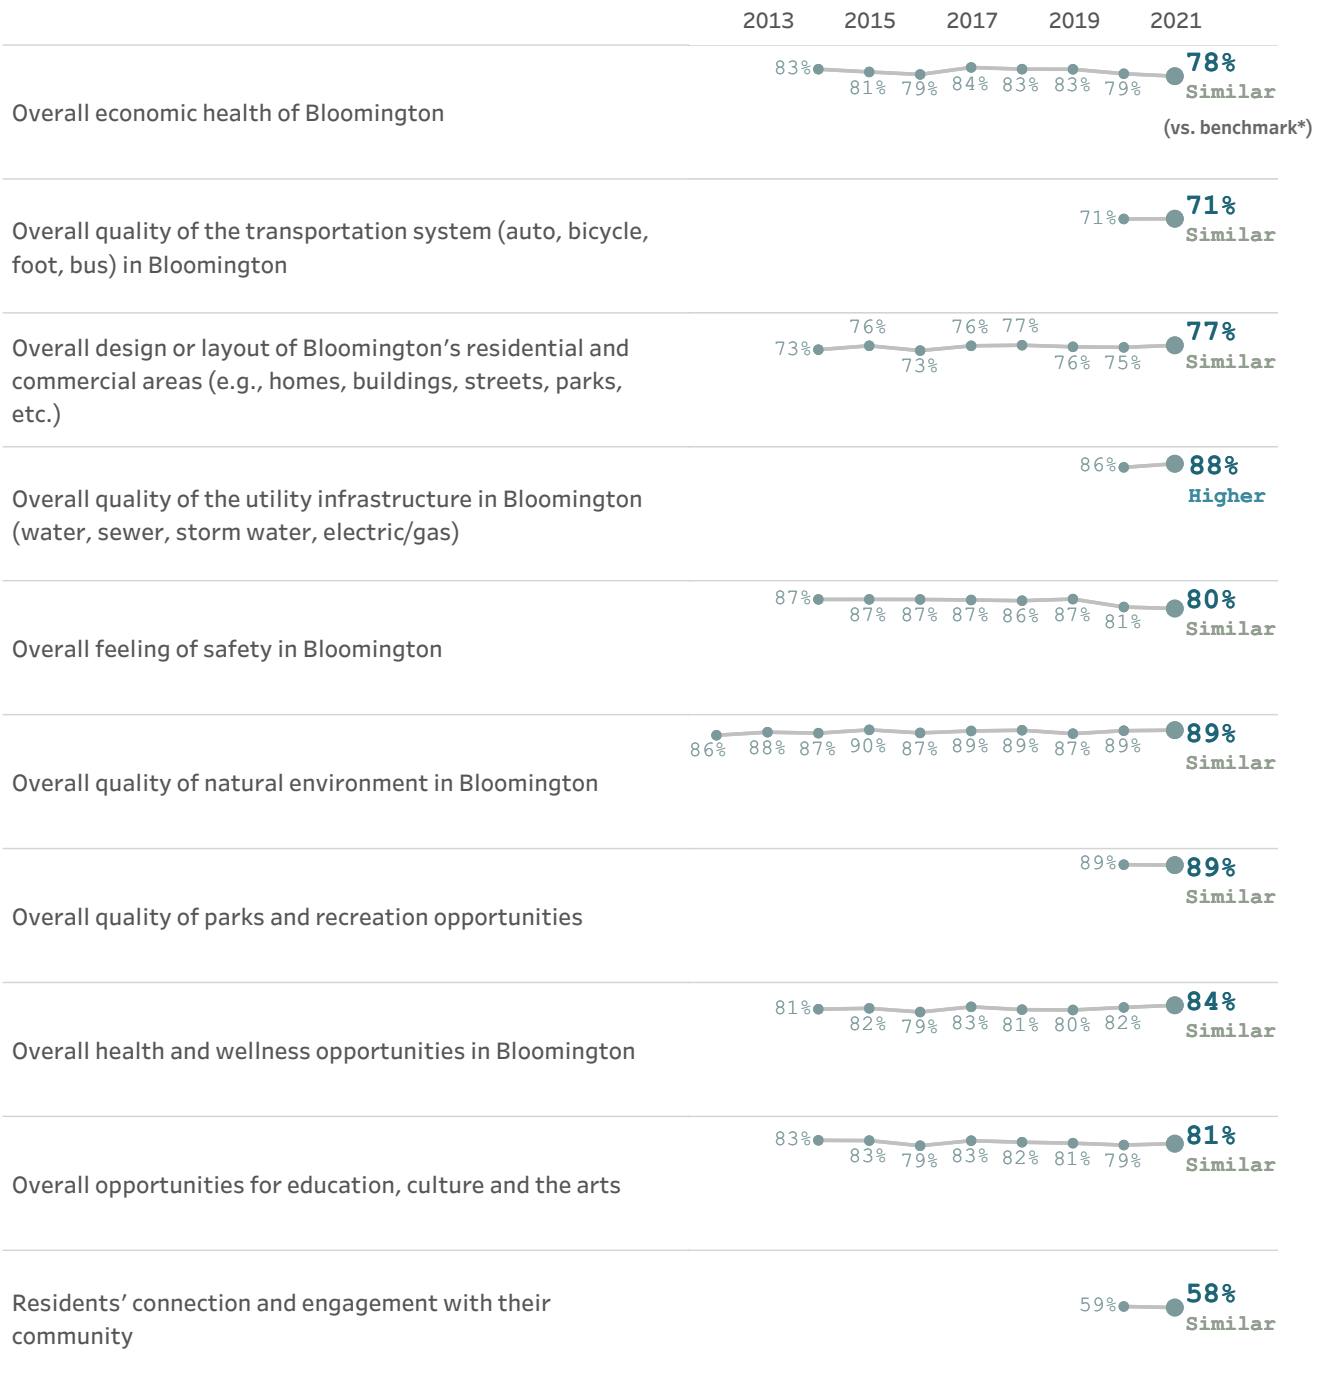 2013 2015 2017 2019 2021
83% 81% 79% 84% 83% 83% 79% 78%
Similar
Overall economic health of Bloomington
(vs. benchmark*)
71% 71%
Similar
Overall quality of the transportation system (auto, bicycle,
foot, bus) in Bloomington
73% 76% 73% 76% 77% 76% 75% 77%
Similar
Overall design or layout of Bloomington's residential and
commercial areas (e.g., homes, buildings, streets, parks,
etc.)
86% 88%
Higher
Overall quality of the utility infrastructure in Bloomington
(water, sewer, storm water, electric/gas)
87% 87% 87% 87% 86% 87% 81% 80%
Similar
Overall feeling of safety in Bloomington
86% 88% 87% 90% 87% 89% 89% 87% 89% 89%
Similar
Overall quality of natural environment in Bloomington
89% 89%
Similar
Overall quality of parks and recreation opportunities
81% 82% 79% 83% 81% 80% 82% 84%
Similar
Overall health and wellness opportunities in Bloomington
83% 83% 79% 83% 82% 81% 79% 81%
Similar
Overall opportunities for education, culture and the arts
59% 58%
Similar
Residents' connection and engagement with their
community